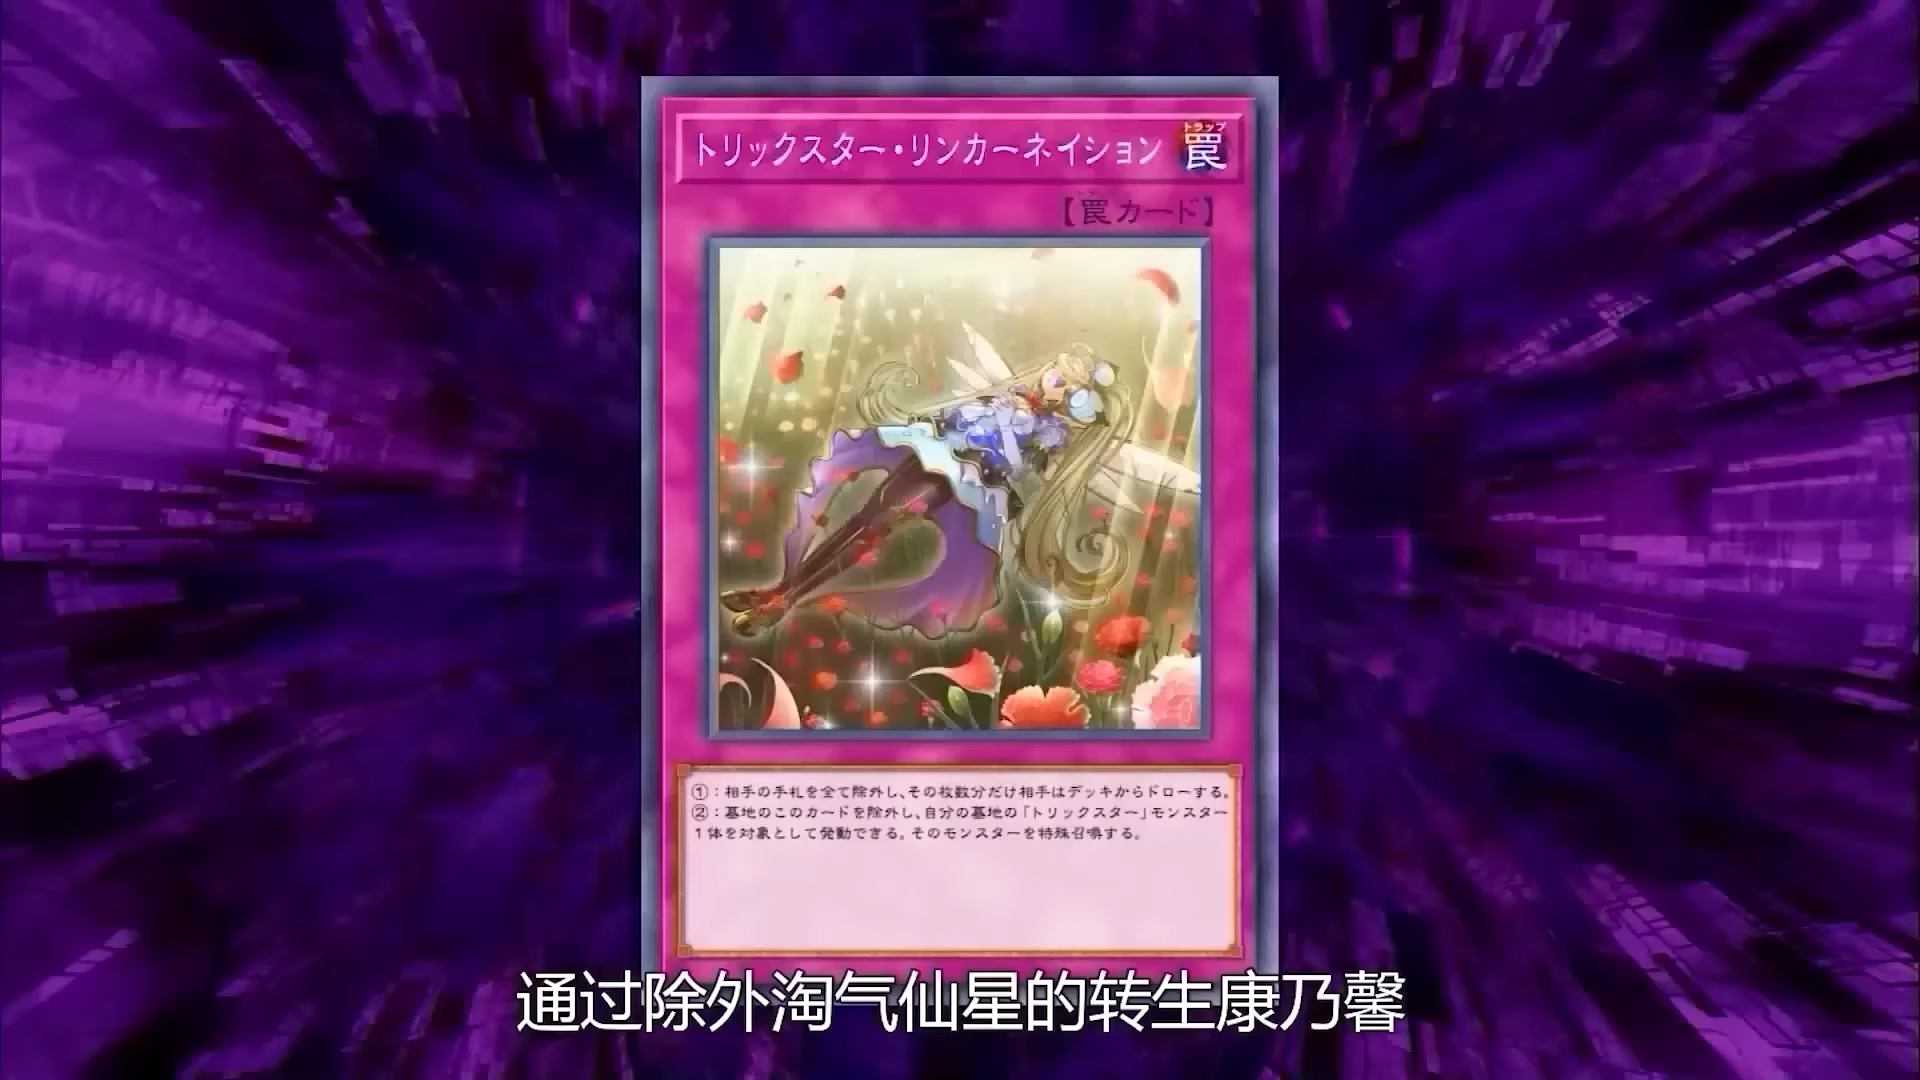 トリックスター・リンカーネイション
トラップ
罠
【罠カード】
①：相手の手札を全て除外し、その枚数分だけ相手はデッキからドローする。
②：墓地のこのカードを除外し、自分の墓地の「トリックスター」モンスター
１体を対象として発動できる。そのモンスターを特殊召喚する。
通过除外淘气仙星的转生康乃馨